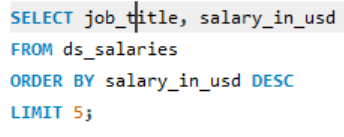 SELECT job_title, salary_in_usd
FROM ds_salaries
ORDER BY salary_in_usd DESC
LIMIT 5;